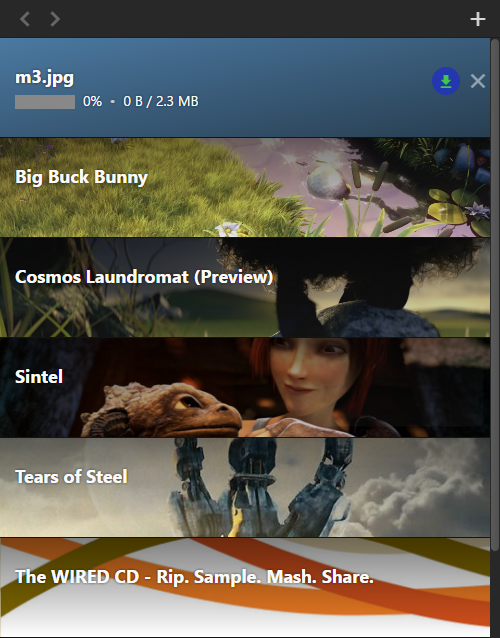 m3.jpg
0% • 0 B / 2.3 MB
Big Buck Bunny
Cosmos Laundromat (Preview)
Sintel
Tears of Steel
The WIRED CD - Rip. Sample. Mash. Share.